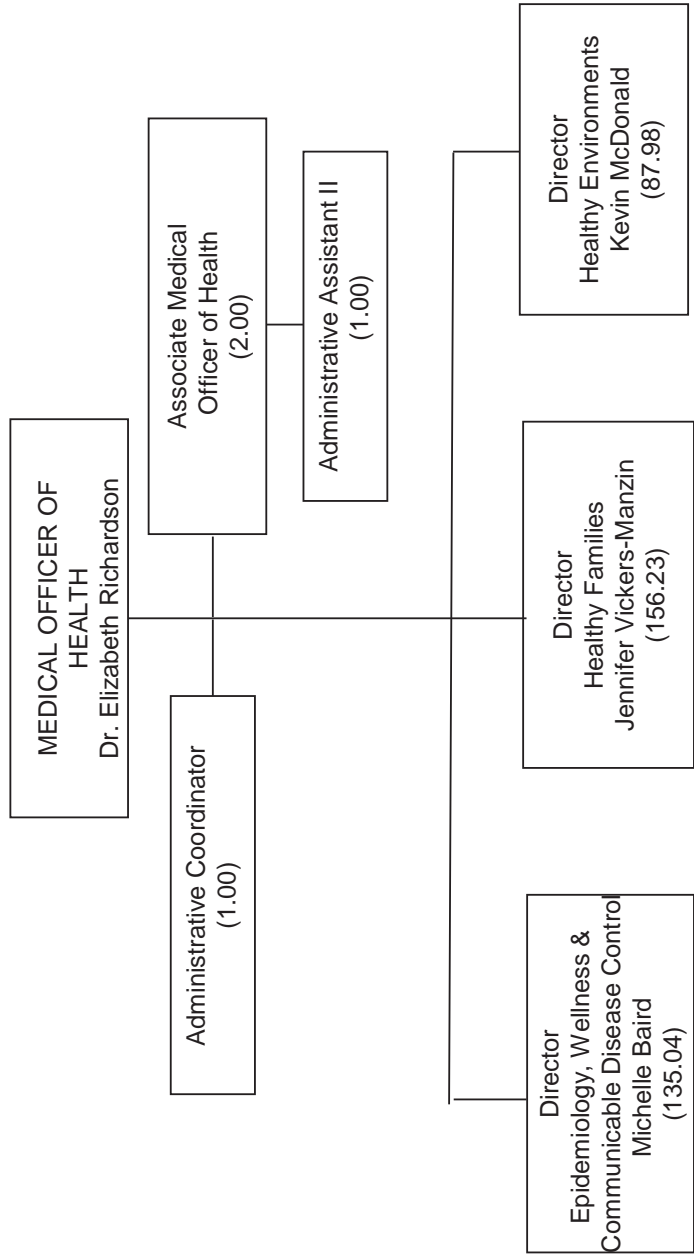 MEDICAL OFFICER OF
HEALTH
Dr. Elizabeth Richardson
Administrative Coordinator
(1.00)
Associate Medical
Officer of Health
(2.00)
Administrative Assistant II
(1.00)
Director
Epidemiology, Wellness &
Communicable Disease Control
Michelle Baird
(135.04)
Director
Healthy Families
Jennifer Vickers-Manzin
(156.23)
Director
Healthy Environments
Kevin McDonald
(87.98)